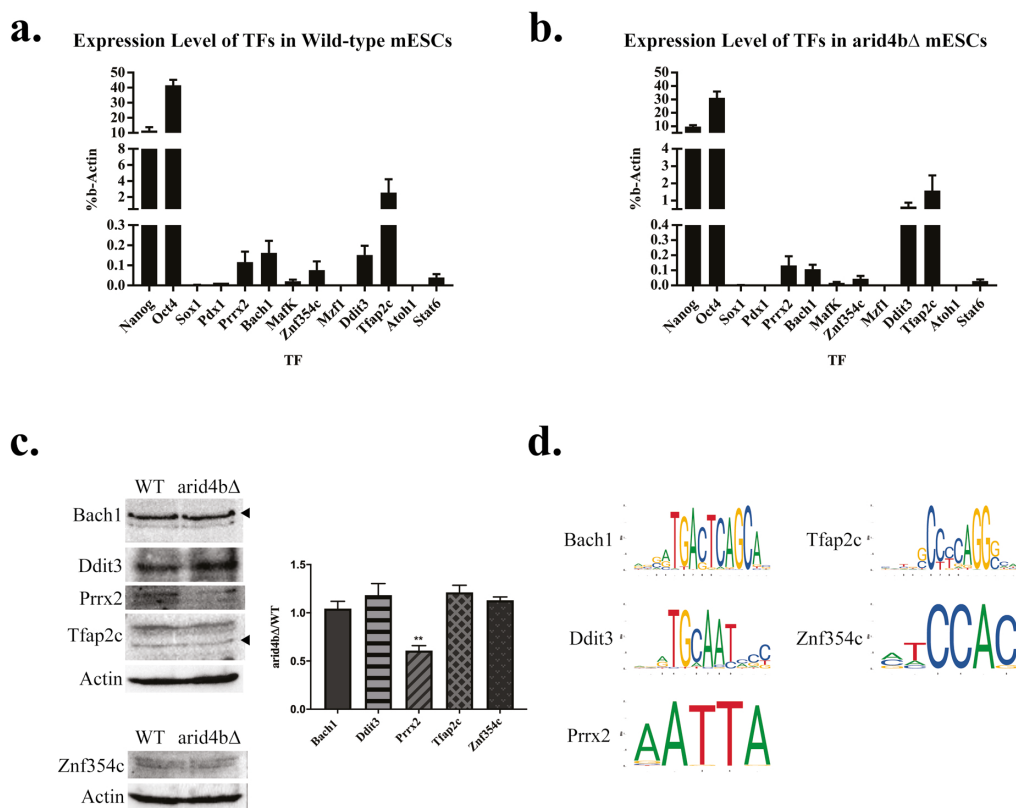 a.
Expression Level of TFs in Wild-type mESCs
%b-Actin
50
40
30
20
10
8
6
4
2
0.3
0.2
0.1
0.0
Nanog
Oct4
Sox1
Pdx1
Prrx2
Bach1
MafK
Znf354c
Mzf1
Ddit3
Tfap2c
Atoh1
Stat6
TF
b.
Expression Level of TFs in arid4bΔ mESCs
%b-Actin
50
40
30
20
10
4
3
2
1
0.3
0.2
0.1
0.0
Nanog
Oct4
Sox1
Pdx1
Prrx2
Bach1
MafK
Znf354c
Mzf1
Ddit3
Tfap2c
Atoh1
Stat6
TF
c.
WT arid4bΔ
Bach1
Ddit3
Prrx2
Tfap2c
Actin
WT arid4bΔ
Znf354c
Actin
arid4bΔ/WT
1.5
1.0
0.5
0.0
**
Bach1
Ddit3
Prrx2
Tfap2c
Znf354c
d.
Bach1
TGACTCAGCA
Tfap2c
CCCCAGG
Ddit3
TGCAAT
Znf354c
ATCCAC
Prrx2
AATTA